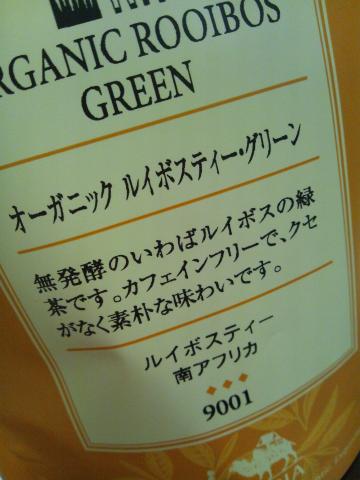 ORGANIC ROOIBOS
GREEN
オーガニック ルイボスティー・グリーン
無発酵のいわばルイボスの緑
茶です。カフェインフリーで、クセ
がなく素朴な味わいです。
ルイボスティー
南アフリカ
9001